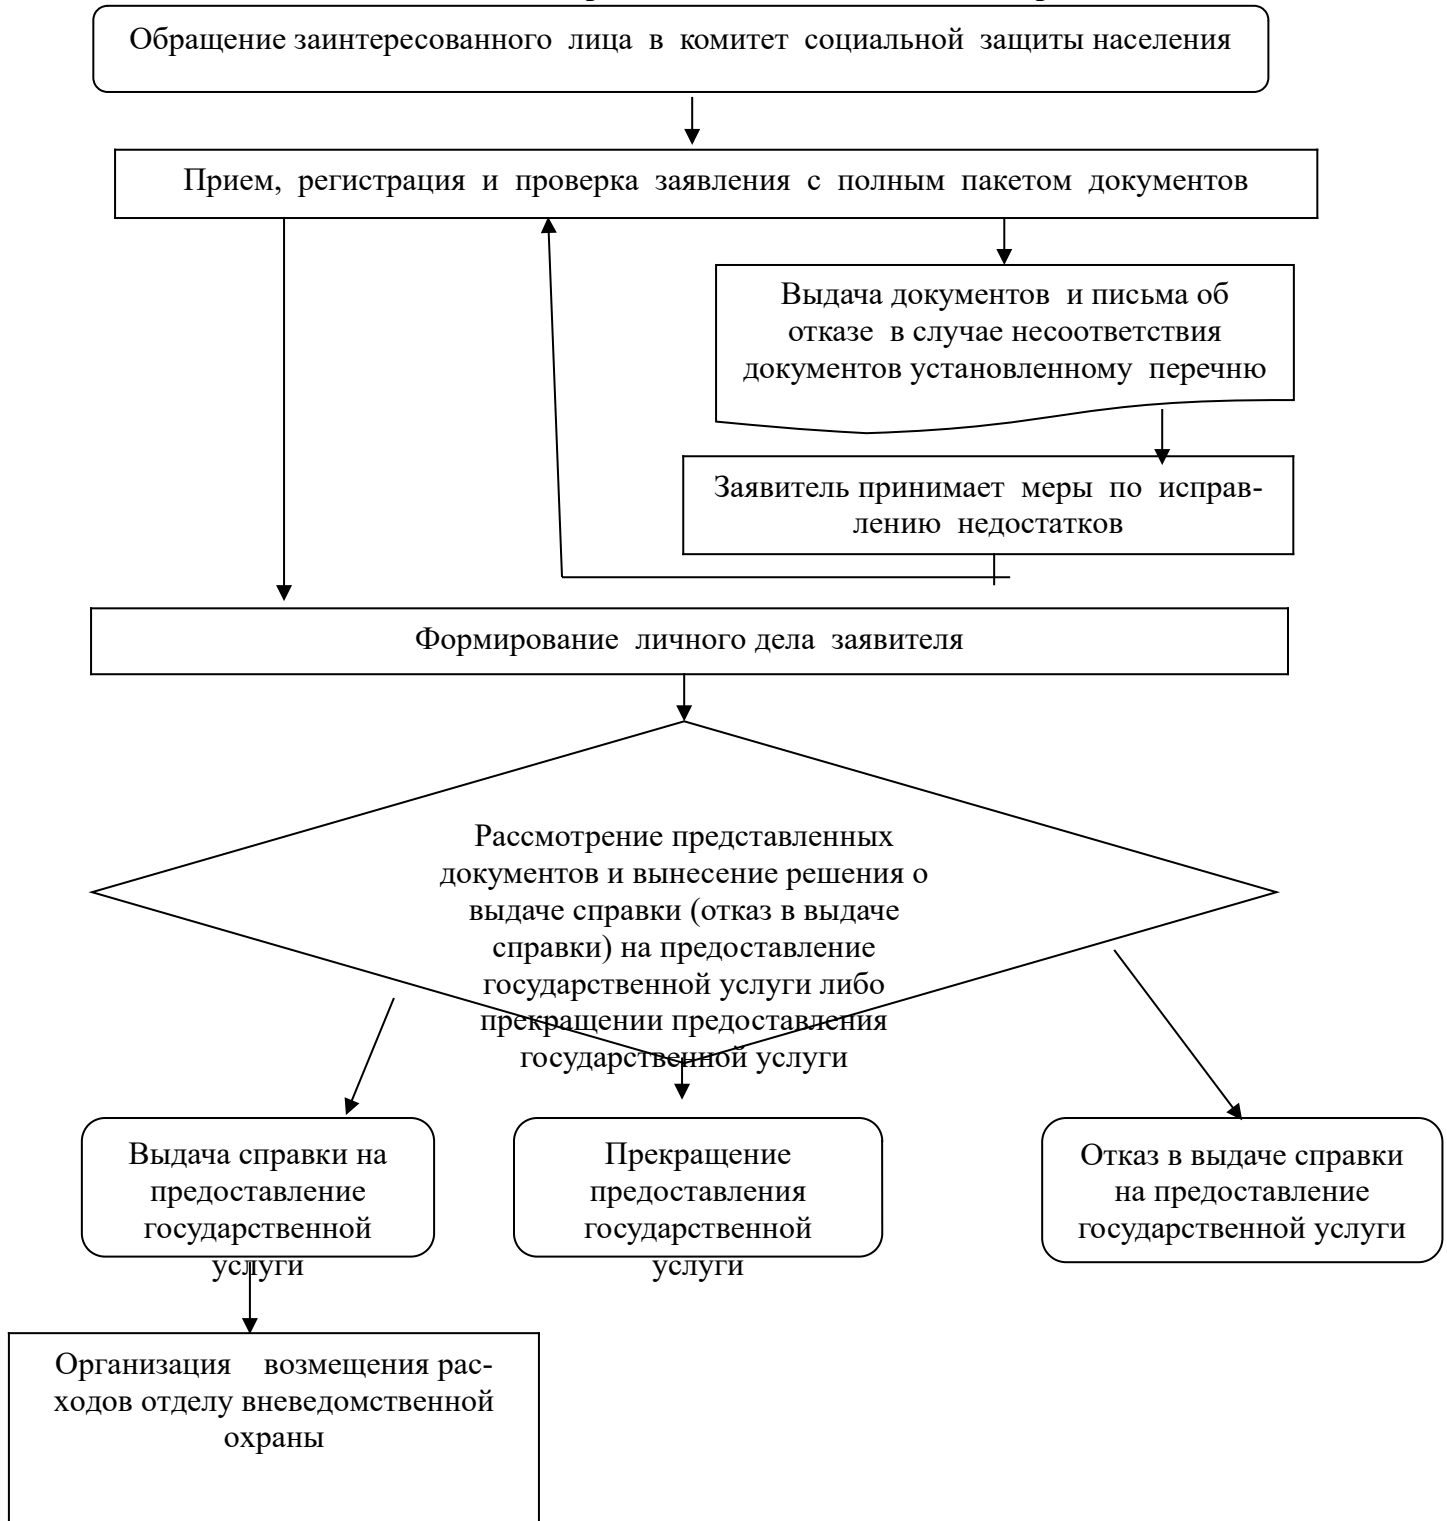 Обращение заинтересованного лица в комитет социальной защиты населения
Прием, регистрация и проверка заявления с полным пакетом документов
Выдача документов и письма об
отказе в случае несоответствия
документов установленному перечню
Заявитель принимает меры по исправ-
лению недостатков
Формирование личного дела заявителя
Рассмотрение представленных
документов и вынесение решения о
выдаче справки (отказ в выдаче
справки) на предоставление
государственной услуги либо
прекращении предоставления
государственной услуги
Выдача справки на
предоставление
государственной
услуги
Прекращение
предоставления
государственной
услуги
Отказ в выдаче справки
на предоставление
государственной услуги
Организация возмещения рас-
ходов отделу вневедомственной
охраны